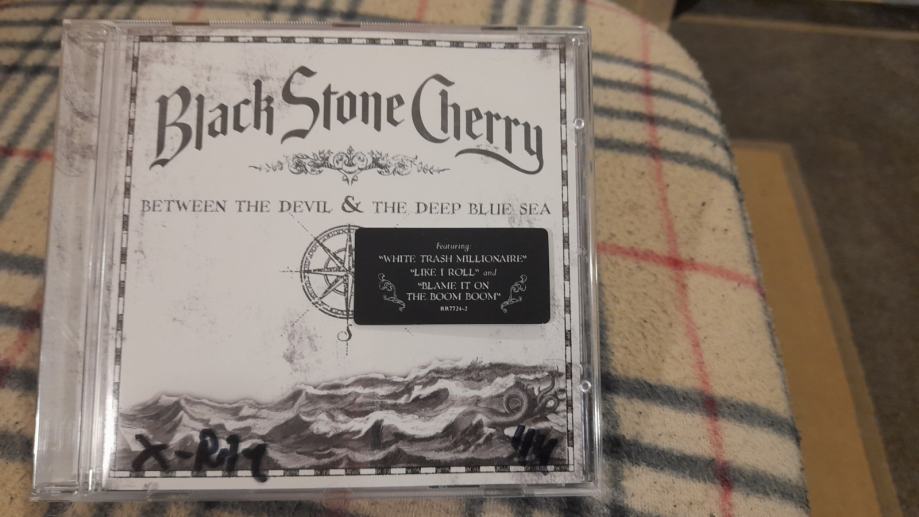 Black Stone Cherry
BETWEEN THE DEVIL & THE DEEP BLUE SEA
Featuring:
"WHITE TRASH MILLIONAIRE"
"LIKE I ROLL" and
"BLAME IT ON
THE BOOM BOOM"
RR7724-2